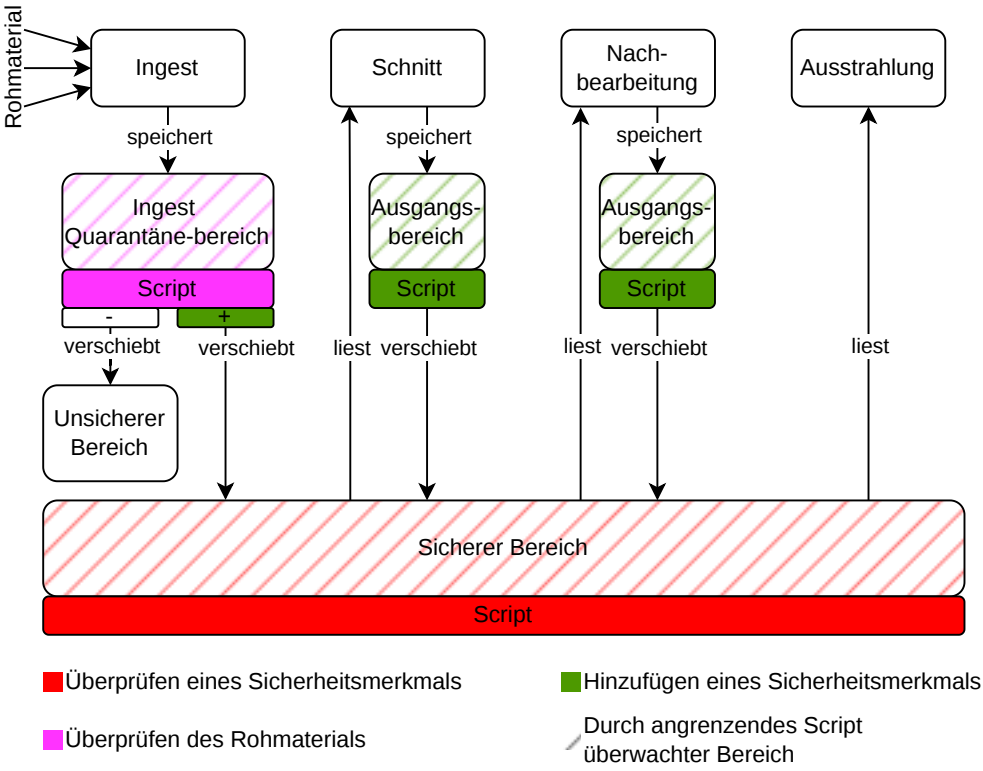 Rohmaterial
Ingest
Schnitt
Nach-
bearbeitung
Ausstrahlung
speichert
speichert
speichert
Ingest
Quarantäne-bereich
Ausgangs-
bereich
Ausgangs-
bereich
Script
Script
Script
-
+
verschiebt
verschiebt
liest
verschiebt
liest
verschiebt
liest
Unsicherer
Bereich
Sicherer Bereich
Script
Überprüfen eines Sicherheitsmerkmals
Hinzufügen eines Sicherheitsmerkmals
Überprüfen des Rohmaterials
Durch angrenzendes Script
überwachter Bereich